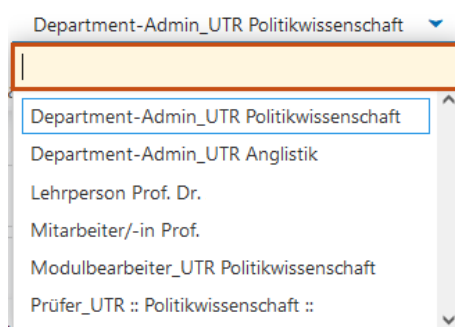 Department-Admin_UTR Politikwissenschaft
Department-Admin_UTR Politikwissenschaft
Department-Admin_UTR Anglistik
Lehrperson Prof. Dr.
Mitarbeiter/-in Prof.
Modulbearbeiter_UTR Politikwissenschaft
Prüfer_UTR :: Politikwissenschaft ::